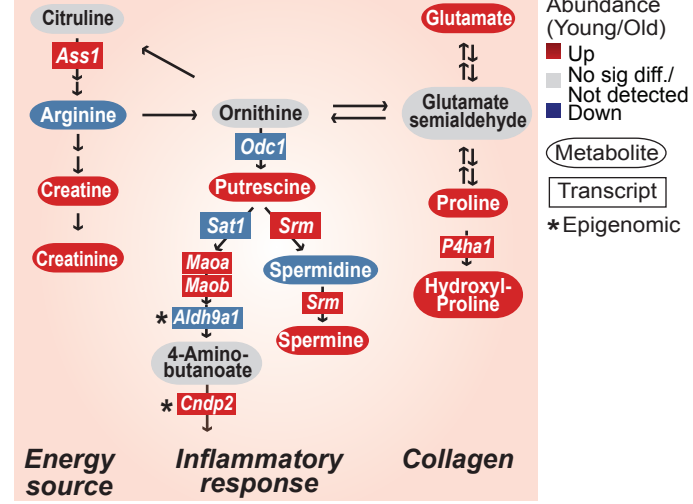 Citruline
Ass1
Arginine
Creatine
Creatinine
Energy
source
Ornithine
Odc1
Putrescine
Sat1
Srm
Maoa
Maob
Spermidine
Srm
* Aldh9a1
Spermine
4-Amino-
butanoate
* Cndp2
Inflammatory
response
Glutamate
Glutamate
semialdehyde
Proline
P4ha1
Hydroxyl-
Proline
Collagen
Abundance
(Young/Old)
Up
No sig diff./
Not detected
Down
Metabolite
Transcript
* Epigenomic